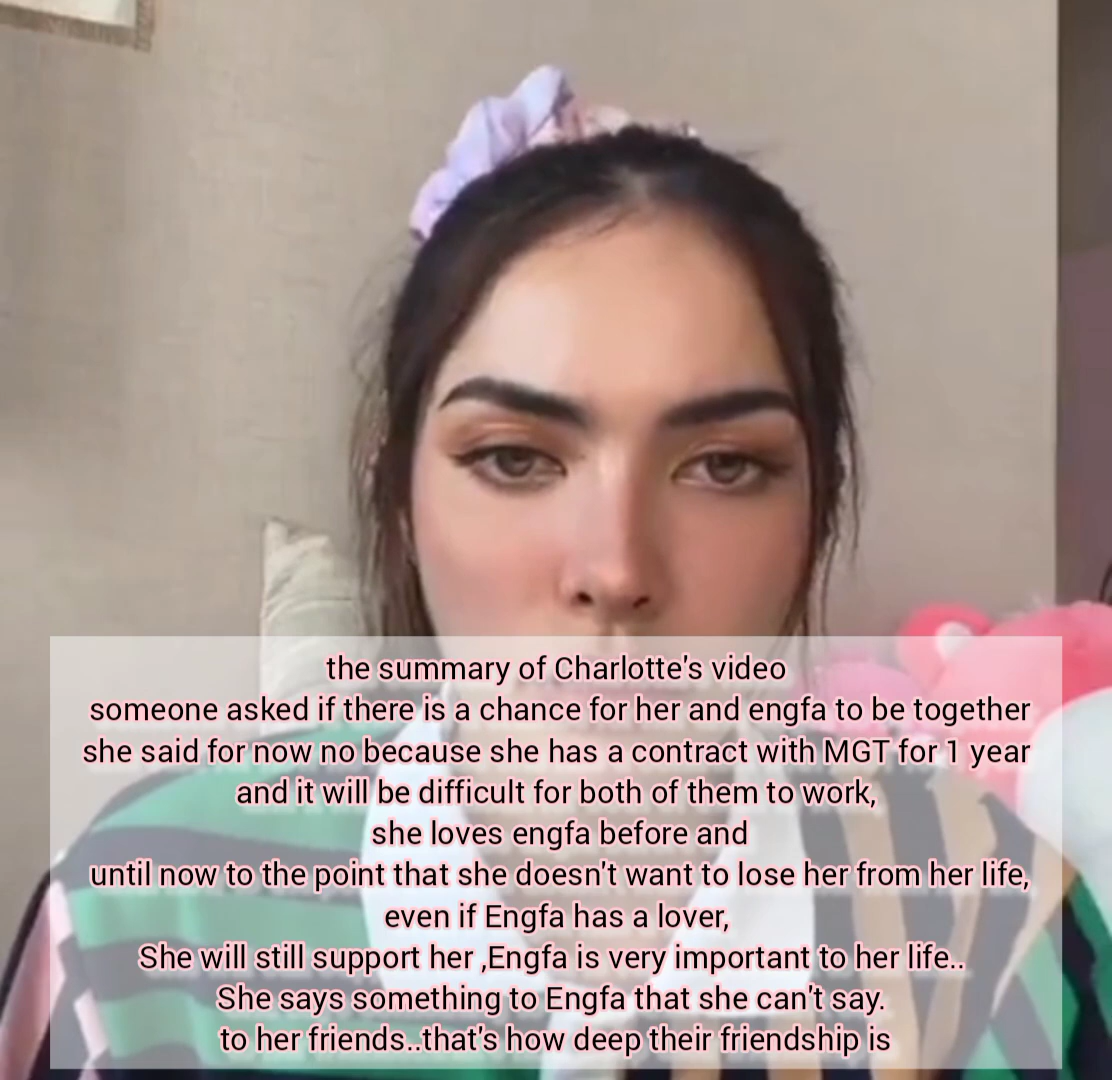 the summary of Charlotte's video
someone asked if there is a chance for her and engfa to be together
she said for now no because she has a contract with MGT for 1 year
and it will be difficult for both of them to work,
she loves engfa before and
until now to the point that she doesn't want to lose her from her life,
even if Engfa has a lover,
She will still support her ,Engfa is very important to her life..
She says something to Engfa that she can't say.
to her friends..that's how deep their friendship is